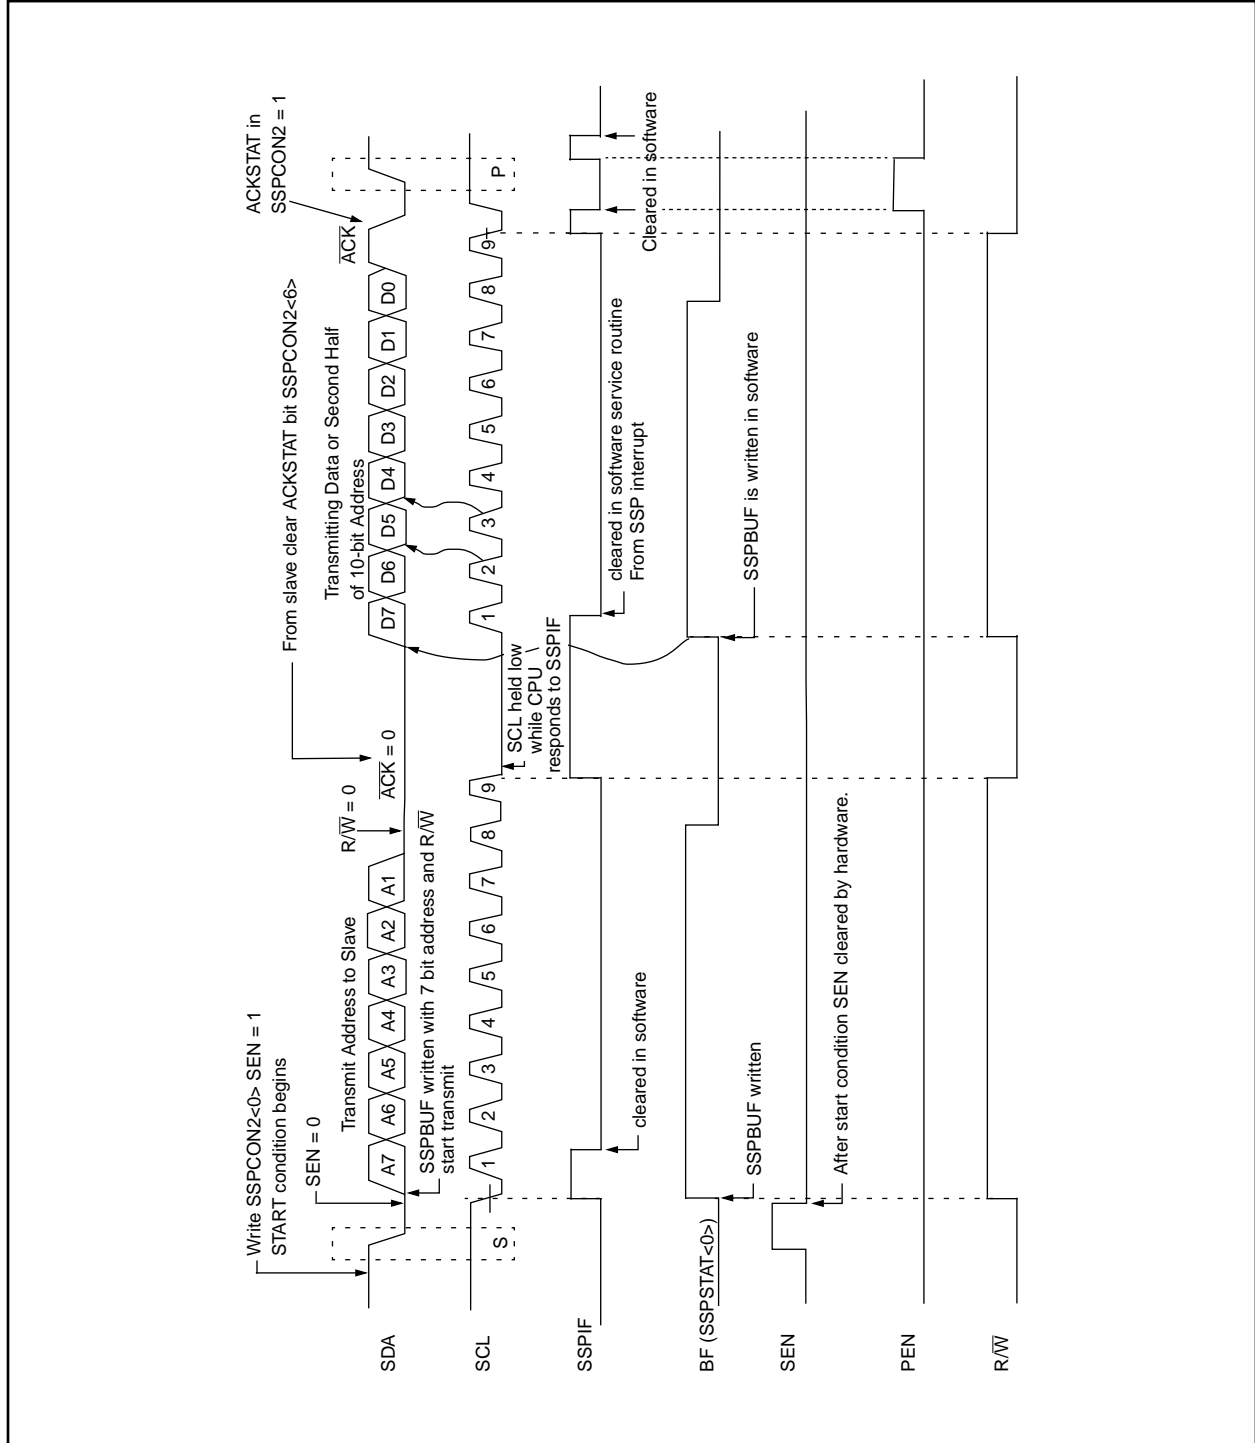 Write SSPCON2<0> SEN = 1
START condition begins
SEN = 0
Transmit Address to Slave
R/W = 0
From slave clear ACKSTAT bit SSPCON2<6>
ACK = 0
Transmitting Data or Second Half
of 10-bit Address
ACK
ACKSTAT in
SSPCON2 = 1
SDA
A7 A6 A5 A4 A3 A2 A1
D7 D6 D5 D4 D3 D2 D1 D0
SSPBUF written with 7 bit address and R/W
start transmit
SCL
S
1 2 3 4 5 6 7 8 9
1 2 3 4 5 6 7 8 9
P
SCL held low
while CPU
responds to SSPIF
SSPIF
cleared in software
cleared in software service routine
From SSP interrupt
Cleared in software
BF (SSPSTAT<0>)
SSPBUF written
SSPBUF is written in software
SEN
After start condition SEN cleared by hardware.
PEN
R/W